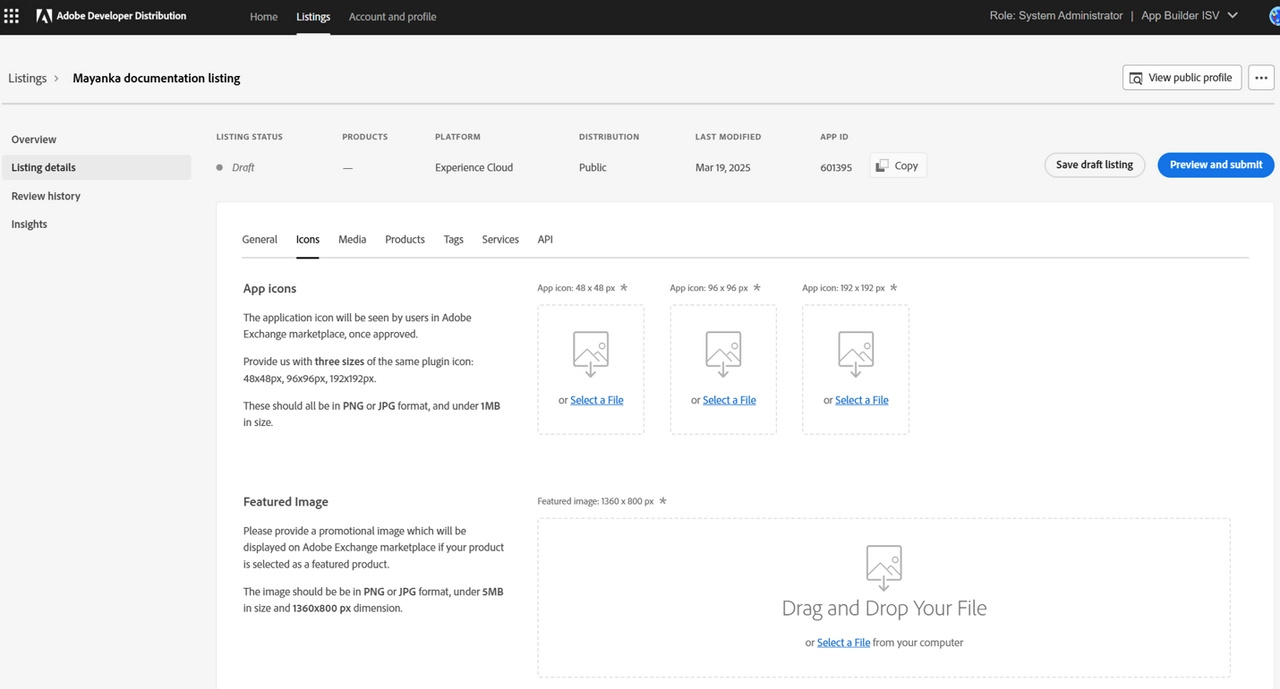 Adobe Developer Distribution
Home
Listings
Account and profile
Role: System Administrator | App Builder ISV
Listings > Mayanka documentation listing
View public profile
Overview
Listing details
Review history
Insights
LISTING STATUS
Draft
PRODUCTS
—
PLATFORM
Experience Cloud
DISTRIBUTION
Public
LAST MODIFIED
Mar 19, 2025
APP ID
601395
Copy
Save draft listing
Preview and submit
General
Icons
Media
Products
Tags
Services
API
App icons
The application icon will be seen by users in Adobe
Exchange marketplace, once approved.
Provide us with three sizes of the same plugin icon:
48x48px, 96x96px, 192x192px.
These should all be in PNG or JPG format, and under 1MB
in size.
App icon: 48 x 48 px *
or Select a File
App icon: 96 x 96 px *
or Select a File
App icon: 192 x 192 px *
or Select a File
Featured Image
Please provide a promotional image which will be
displayed on Adobe Exchange marketplace if your product
is selected as a featured product.
The image should be be in PNG or JPG format, under 5MB
in size and 1360x800 px dimension.
Featured image: 1360 x 800 px *
Drag and Drop Your File
or Select a File from your computer